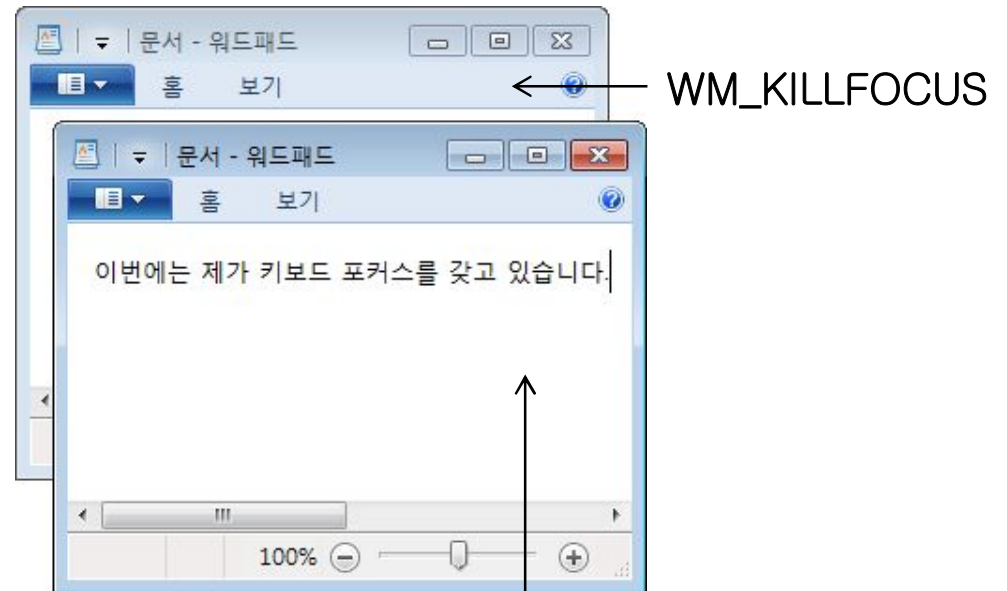 문서 - 워드패드
홈 보기
WM_KILLFOCUS
문서 - 워드패드
홈 보기
이번에는 제가 키보드 포커스를 갖고 있습니다.
100%